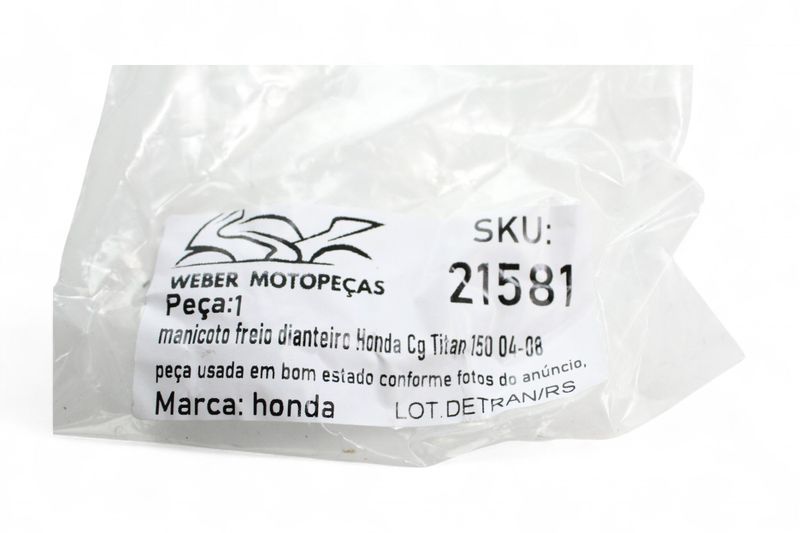 WEBER MOTOPEÇAS
SKU:
21581
Peça:1
manicoto freio dianteiro Honda Cg Titan 150 04-08
peça usada em bom estado conforme fotos do anúncio,
Marca: honda
LOT.DETRAN/RS